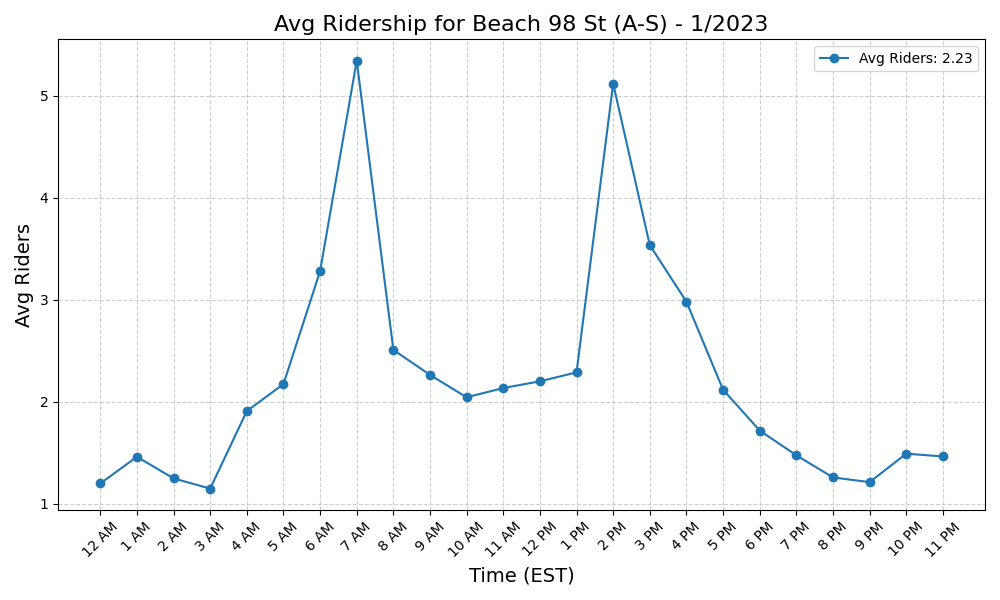 Avg Ridership for Beach 98 St (A-S) - 1/2023
Avg Riders: 2.23
Avg Riders
5
4
3
2
1
12 AM
1 AM
2 AM
3 AM
4 AM
5 AM
6 AM
7 AM
8 AM
9 AM
10 AM
11 AM
12 PM
1 PM
2 PM
3 PM
4 PM
5 PM
6 PM
7 PM
8 PM
9 PM
10 PM
11 PM
Time (EST)